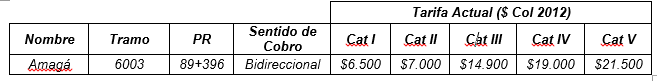 Tarifa Actual ($ Col 2012)
Nombre Tramo PR Sentido de Cobro Cat I Cat II Cat III Cat IV Cat V
Amagá 6003 89+396 Bidireccional $6.500 $7.000 $14.900 $19.000 $21.500